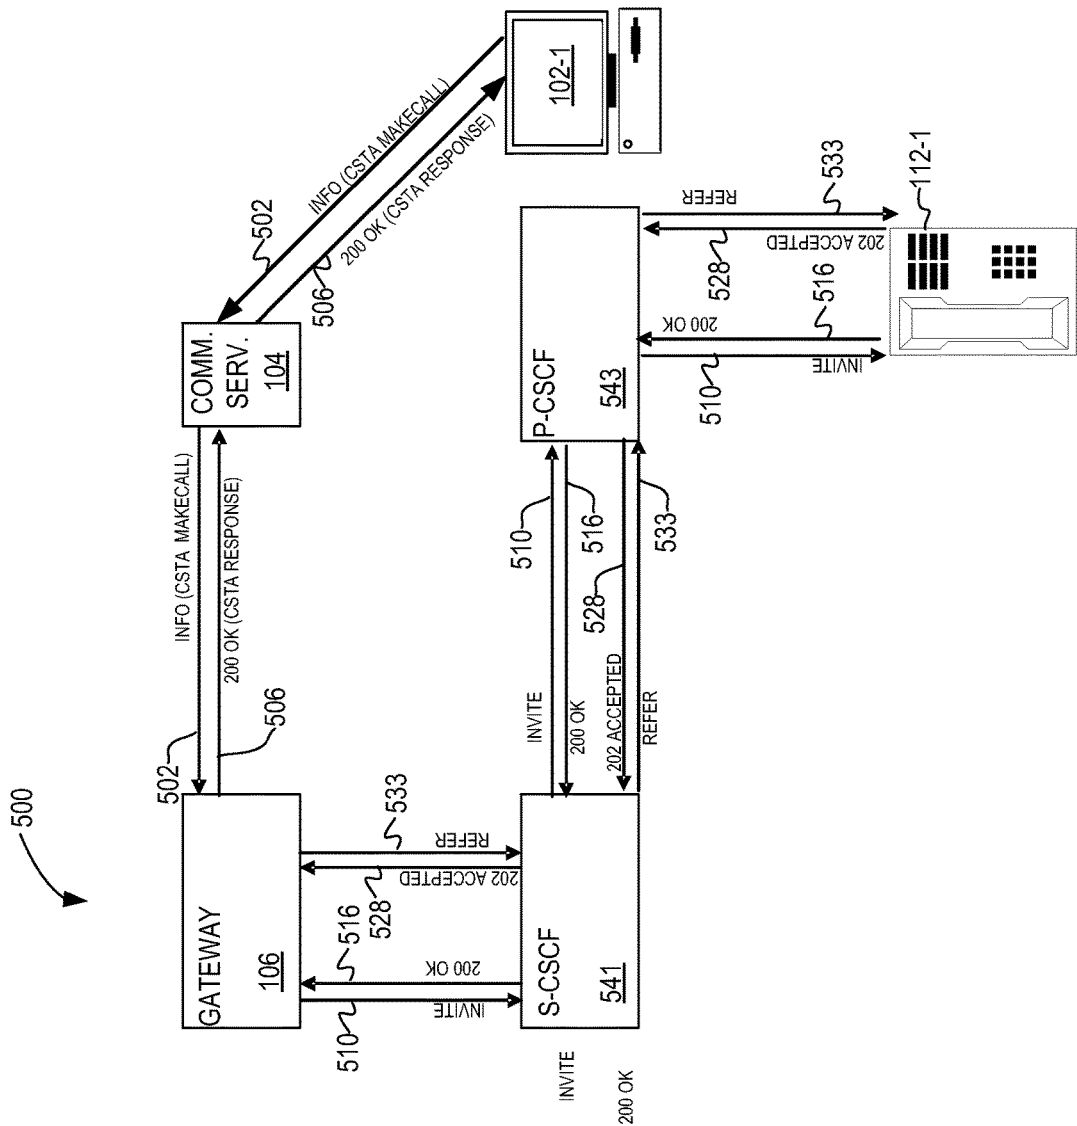 500
502
INFO (CSTA MAKECALL)
GATEWAY
COMM.
SERV.
200 OK (CSTA RESPONSE)
106
506
104
502
INFO (CSTA MAKECALL)
506
200 OK (CSTA RESPONSE)
510
516
528
533
INVITE
200 OK
202 ACCEPTED
REFER
S-CSCF
INVITE
510
P-CSCF
102-1
INVITE
200 OK
516
541
202 ACCEPTED
528
543
200 OK
REFER
533
510
200 OK
528
REFER
INVITE
516
202 ACCEPTED
533
112-1